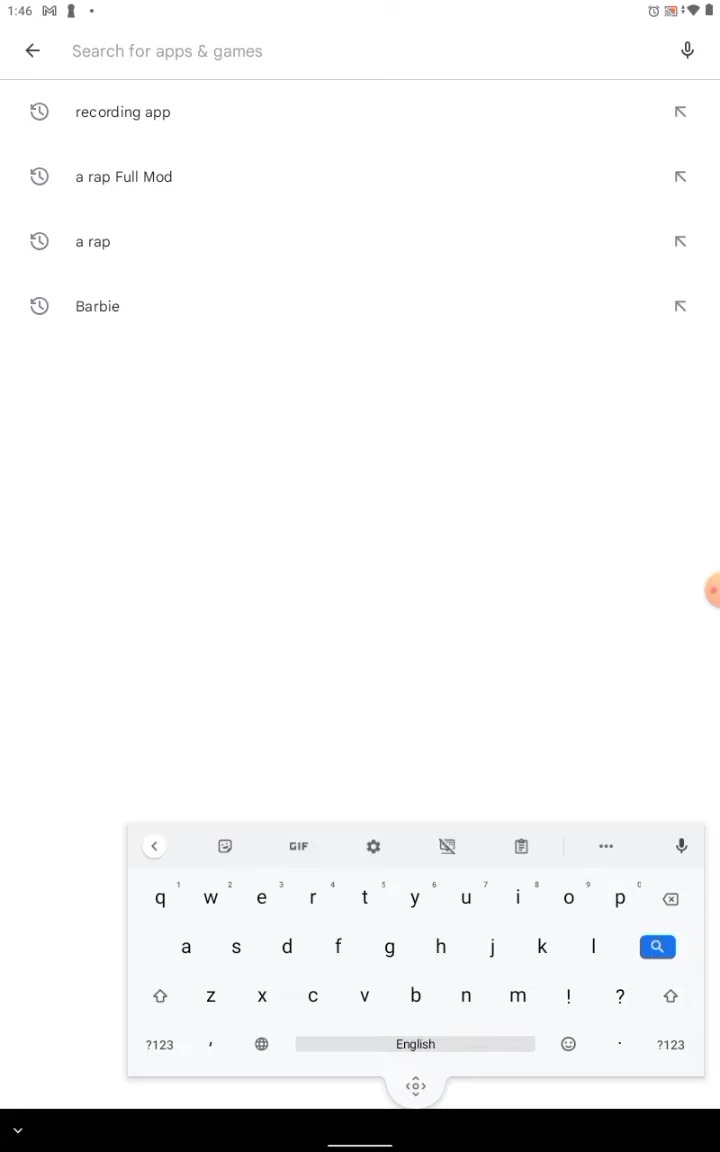 1:46
Search for apps & games
recording app
a rap Full Mod
a rap
Barbie
GIF
q 1 w 2 e 3 r 4 t 5 y 6 u 7 i 8 o 9 p 0
a s d f g h j k l
z x c v b n m ! ?
?123 , English . ?123